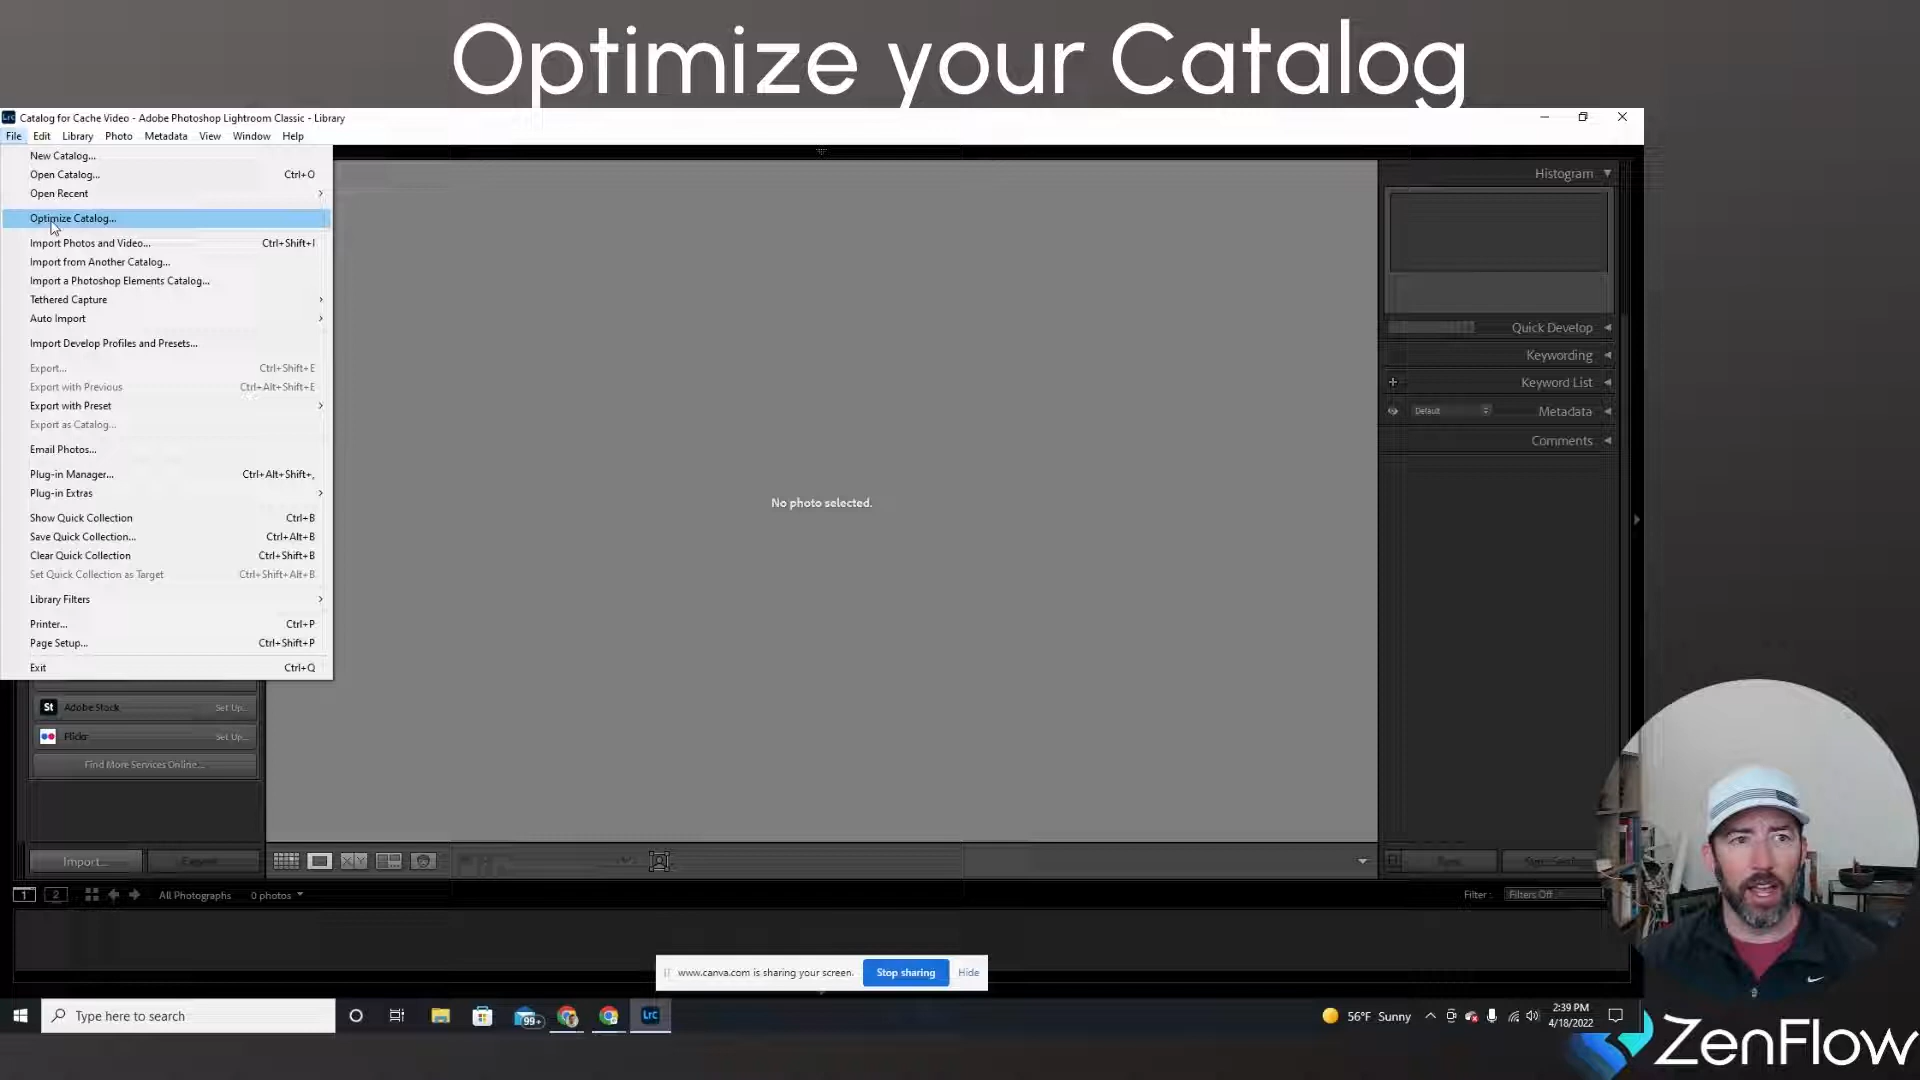 Optimize your Catalog
Lrc Catalog for Cache Video - Adobe Photoshop Lightroom Classic - Library
File Edit Library Photo Metadata View Window Help
New Catalog...
Open Catalog... Ctrl+O
Open Recent
Optimize Catalog...
Import Photos and Video... Ctrl+Shift+I
Import from Another Catalog...
Import a Photoshop Elements Catalog...
Tethered Capture
Auto Import
Import Develop Profiles and Presets...
Export... Ctrl+Shift+E
Export with Previous Ctrl+Alt+Shift+E
Export with Preset
Export as Catalog...
Email Photos...
Plug-in Manager... Ctrl+Alt+Shift+,
Plug-in Extras
Show Quick Collection Ctrl+B
Save Quick Collection... Ctrl+Alt+B
Clear Quick Collection Ctrl+Shift+B
Set Quick Collection as Target Ctrl+Shift+Alt+B
Library Filters
Printer... Ctrl+P
Page Setup... Ctrl+Shift+P
Exit Ctrl+Q
St Adobe Stock Set Up...
Flickr Set Up...
Find More Services Online...
Import...
No photo selected.
Histogram
Quick Develop
Keywording
Keyword List
Default Metadata
Comments
1 2 All Photographs 0 photos
Filter : Filters Off
www.canva.com is sharing your screen. Stop sharing Hide
Type here to search
99+
LrC
56°F Sunny
2:39 PM
4/18/2022
ZenFlow